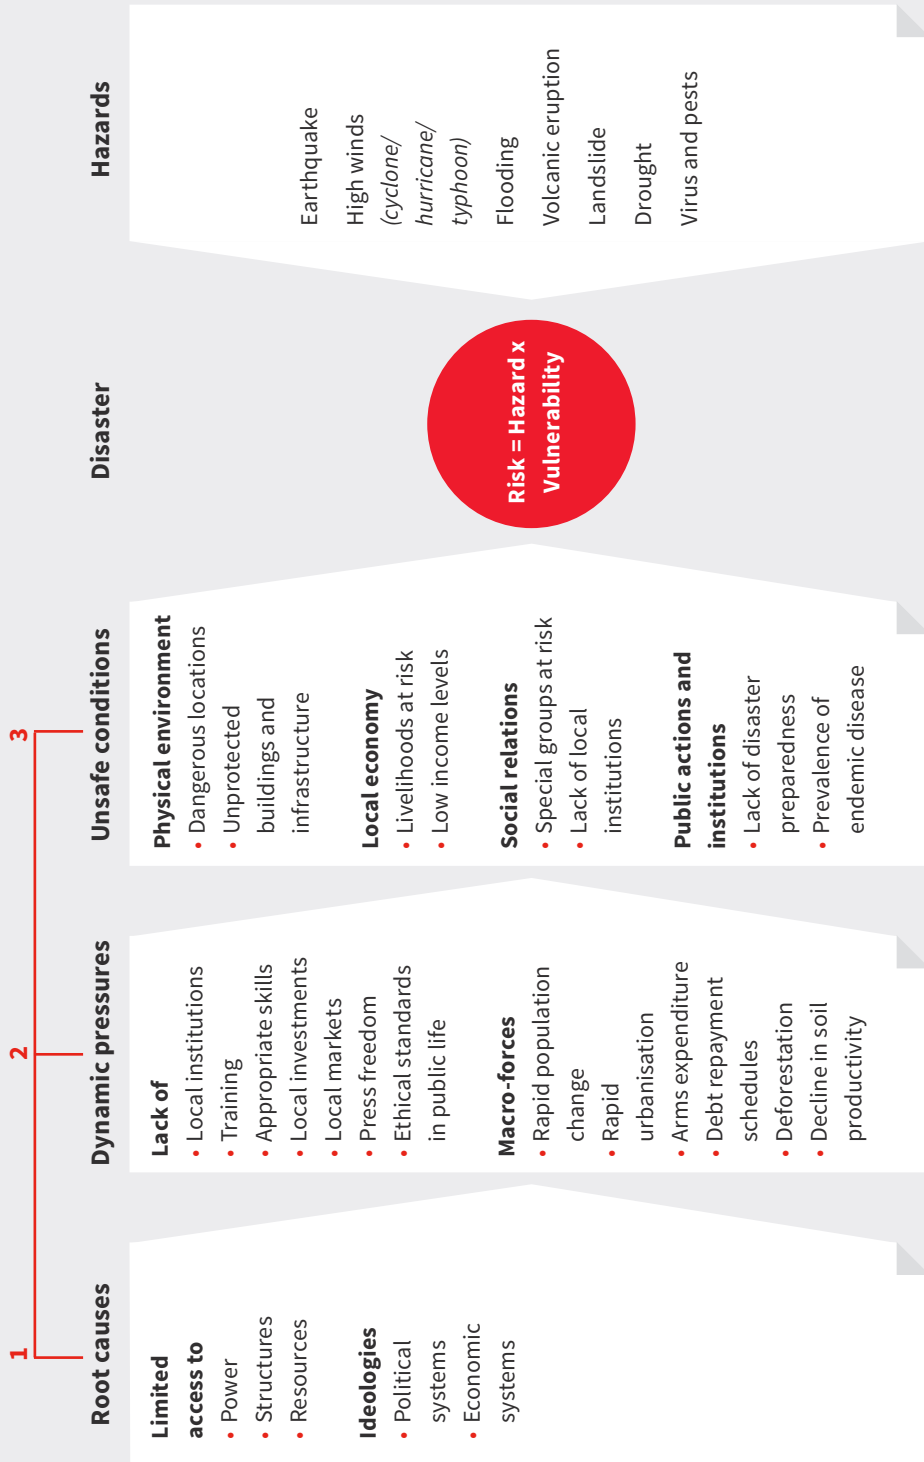 1
2
3
Root causes
Limited
access to
• Power
• Structures
• Resources
Ideologies
• Political
systems
• Economic
systems
Dynamic pressures
Lack of
• Local institutions
• Training
• Appropriate skills
• Local investments
• Local markets
• Press freedom
• Ethical standards
in public life
Macro-forces
• Rapid population
change
• Rapid
urbanisation
• Arms expenditure
• Debt repayment
schedules
• Deforestation
• Decline in soil
productivity
Unsafe conditions
Physical environment
• Dangerous locations
• Unprotected
buildings and
infrastructure
Local economy
• Livelihoods at risk
• Low income levels
Social relations
• Special groups at risk
• Lack of local
institutions
Public actions and
institutions
• Lack of disaster
preparedness
• Prevalence of
endemic disease
Disaster
Risk = Hazard x
Vulnerability
Hazards
Earthquake
High winds
(cyclone/
hurricane/
typhoon)
Flooding
Volcanic eruption
Landslide
Drought
Virus and pests